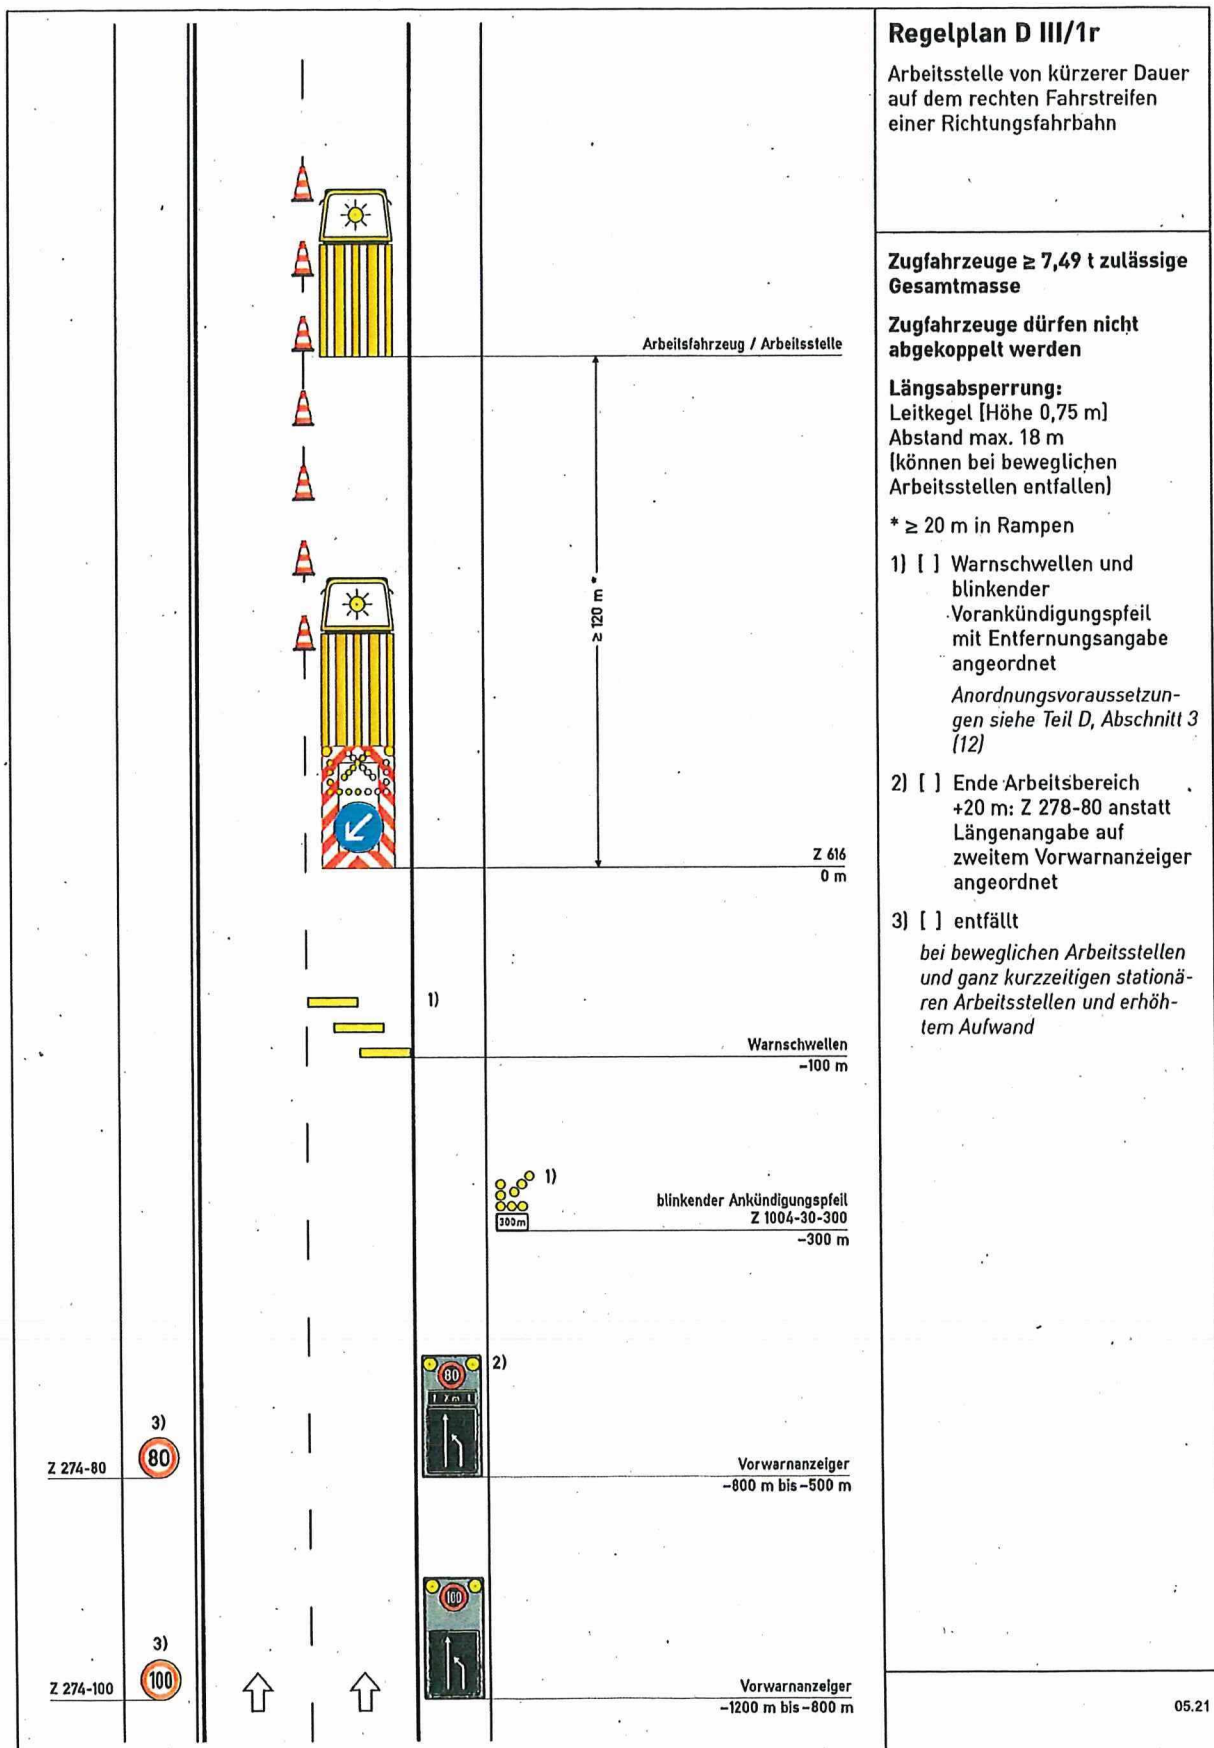 Regelplan D III/1r
Arbeitsstelle von kürzerer Dauer
auf dem rechten Fahrstreifen
einer Richtungsfahrbahn
Zugfahrzeuge ≥ 7,49 t zulässige
Gesamtmasse
Zugfahrzeuge dürfen nicht
abgekoppelt werden
Längsabsperrung:
Leitkegel [Höhe 0,75 m]
Abstand max. 18 m
(können bei beweglichen
Arbeitsstellen entfallen)
* ≥ 20 m in Rampen
1) [ ] Warnschwellen und
blinkender
Vorankündigungspfeil
mit Entfernungsangabe
angeordnet
Anordnungsvoraussetzun-
gen siehe Teil D, Abschnitt 3
(12)
2) [ ] Ende Arbeitsbereich
+20 m: Z 278-80 anstatt
Längenangabe auf
zweitem Vorwarnanzeiger
angeordnet
3) [ ] entfällt
bei beweglichen Arbeitsstellen
und ganz kurzzeitigen stationä-
ren Arbeitsstellen und erhöh-
tem Aufwand
05.21
Arbeitsfahrzeug / Arbeitsstelle
≥ 120 m *
Z 616
0 m
1)
Warnschwellen
-100 m
1)
300m
blinkender Ankündigungspfeil
Z 1004-30-300
-300 m
2)
80
3)
80
Z 274-80
Vorwarnanzeiger
-800 m bis -500 m
100
3)
100
Z 274-100
Vorwarnanzeiger
-1200 m bis -800 m